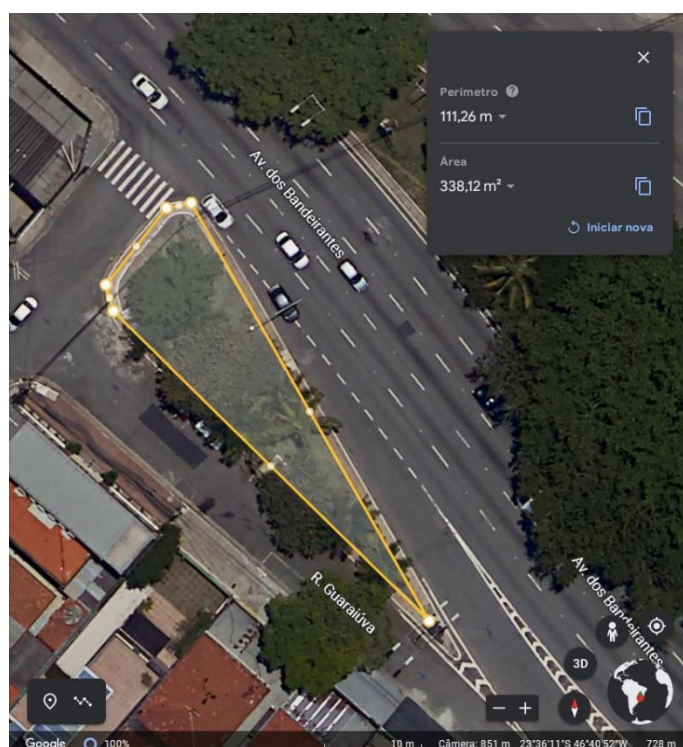 Perímetro
111,26 m
Área
338,12 m²
Iniciar nova
Av. dos Bandeirantes
R. Guaraiúva
Av. dos Bandeirantes
3D
Google 100% 10 m Câmera: 851 m 23°36'11"S 46°40'52"W 728 m